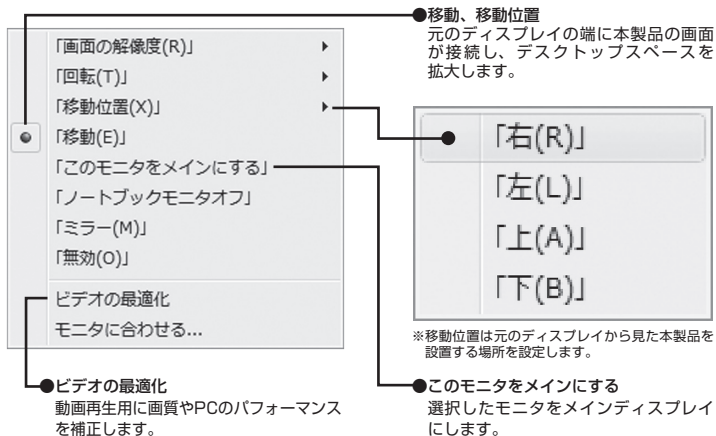 「画面の解像度(R)」
「回転(T)」
「移動位置(X)」
「移動(E)」
「このモニタをメインにする」
「ノートブックモニタオフ」
「ミラー(M)」
「無効(O)」
ビデオの最適化
モニタに合わせる...
●ビデオの最適化
動画再生用に画質やPCのパフォーマンス
を補正します。
●移動、移動位置
元のディスプレイの端に本製品の画面
が接続し、デスクトップスペースを
拡大します。
「右(R)」
「左(L)」
「上(A)」
「下(B)」
※移動位置は元のディスプレイから見た本製品を
設置する場所を設定します。
●このモニタをメインにする
選択したモニタをメインディスプレイ
にします。